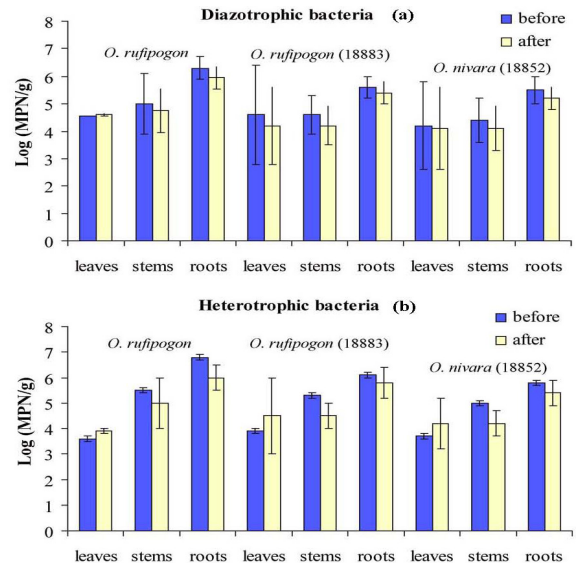 Diazotrophic bacteria (a)
8
7
6
5
4
3
2
1
0
Log (MPN/g)
O. rufipogon
O. rufipogon (18883)
O. nivara (18852)
before
after
leaves stems roots leaves stems roots leaves stems roots
Heterotrophic bacteria (b)
8
7
6
5
4
3
2
1
0
Log (MPN/g)
O. rufipogon
O. rufipogon (18883)
O. nivara (18852)
before
after
leaves stems roots leaves stems roots leaves stems roots